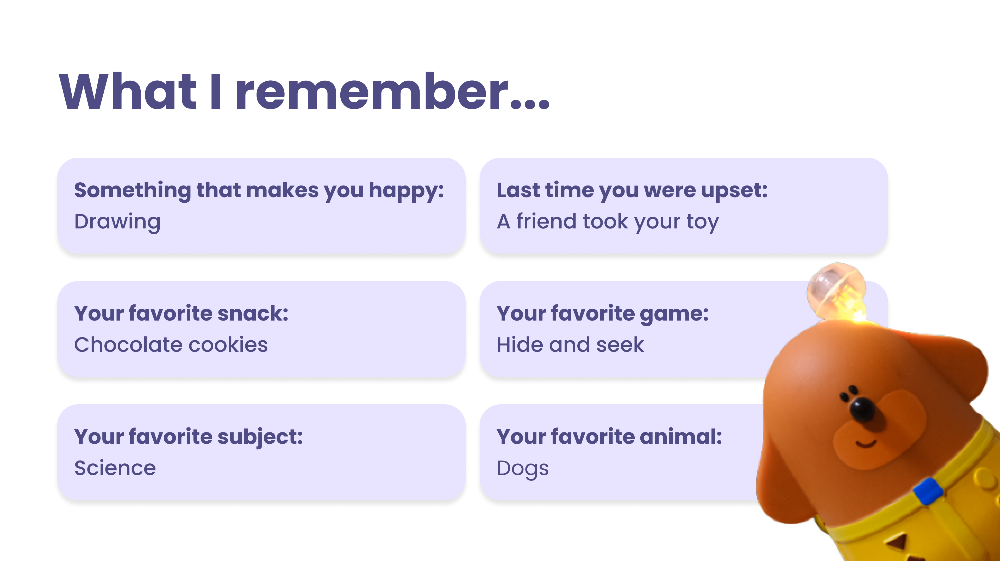 What I remember...
Something that makes you happy:
Drawing
Last time you were upset:
A friend took your toy
Your favorite snack:
Chocolate cookies
Your favorite game:
Hide and seek
Your favorite subject:
Science
Your favorite animal:
Dogs